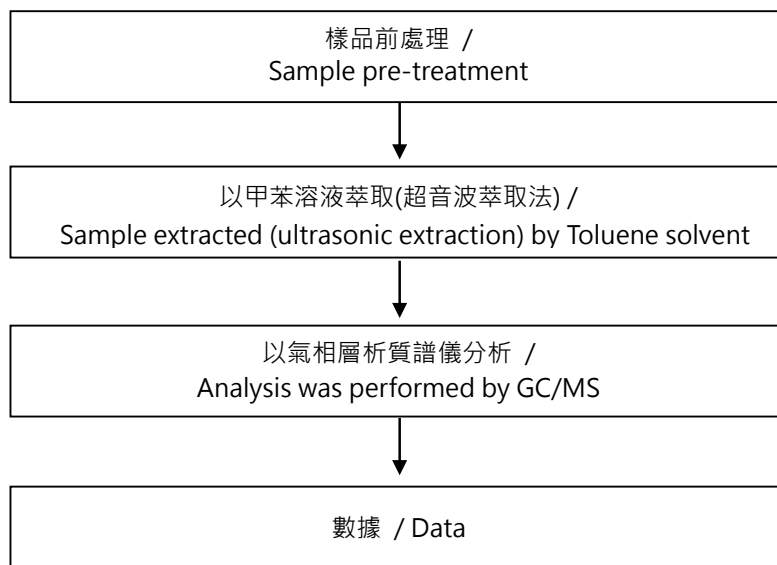 樣品前處理 /
Sample pre-treatment
以甲苯溶液萃取(超音波萃取法) /
Sample extracted (ultrasonic extraction) by Toluene solvent
以氣相層析質譜儀分析 /
Analysis was performed by GC/MS
數據 / Data